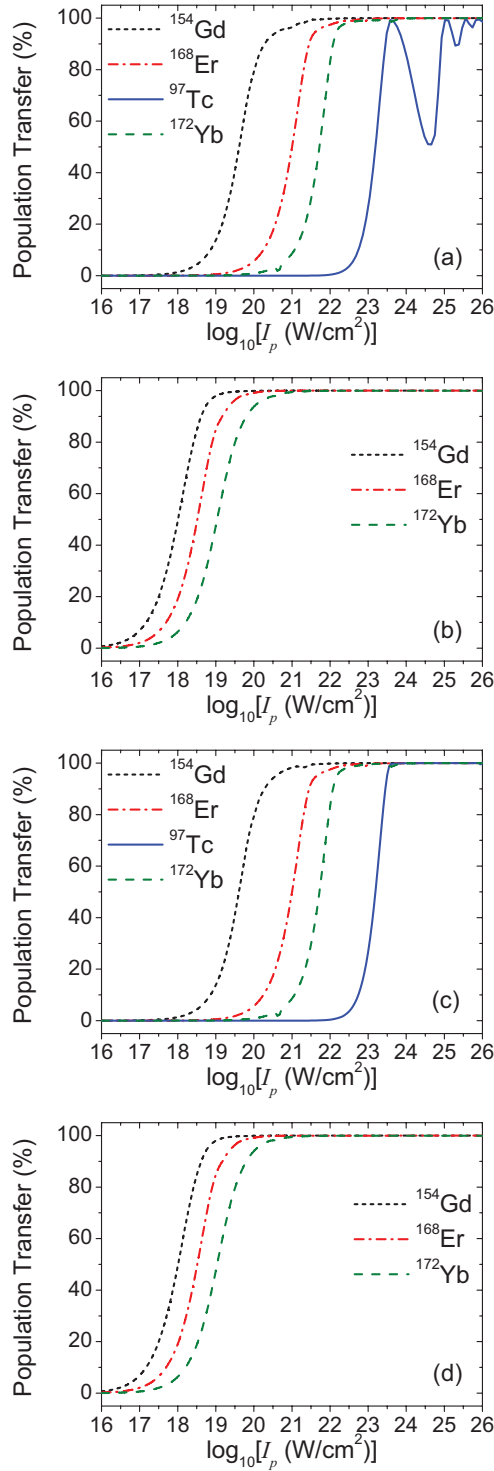 100
80
60
40
20
0
Population Transfer (%)
¹⁵⁴Gd
¹⁶⁸Er
⁹⁷Tc
¹⁷²Yb
(a)
16 17 18 19 20 21 22 23 24 25 26
log₁₀[Iₚ (W/cm²)]
100
80
60
40
20
0
Population Transfer (%)
¹⁵⁴Gd
¹⁶⁸Er
¹⁷²Yb
(b)
16 17 18 19 20 21 22 23 24 25 26
log₁₀[Iₚ (W/cm²)]
100
80
60
40
20
0
Population Transfer (%)
¹⁵⁴Gd
¹⁶⁸Er
⁹⁷Tc
¹⁷²Yb
(c)
16 17 18 19 20 21 22 23 24 25 26
log₁₀[Iₚ (W/cm²)]
100
80
60
40
20
0
Population Transfer (%)
¹⁵⁴Gd
¹⁶⁸Er
¹⁷²Yb
(d)
16 17 18 19 20 21 22 23 24 25 26
log₁₀[Iₚ (W/cm²)]